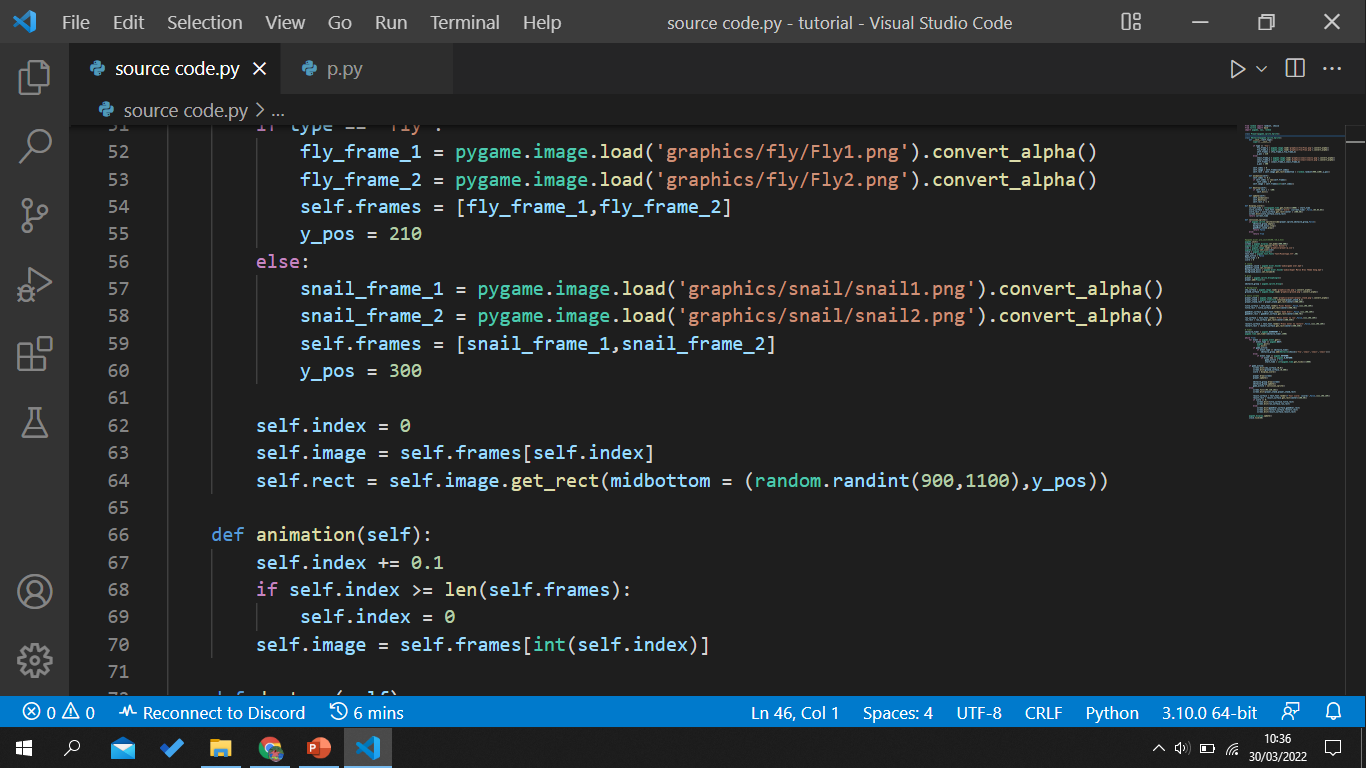 File Edit Selection View Go Run Terminal Help source code.py - tutorial - Visual Studio Code
source code.py p.py
source code.py > ...
52 fly_frame_1 = pygame.image.load('graphics/fly/Fly1.png').convert_alpha()
53 fly_frame_2 = pygame.image.load('graphics/fly/Fly2.png').convert_alpha()
54 self.frames = [fly_frame_1,fly_frame_2]
55 y_pos = 210
56 else:
57 snail_frame_1 = pygame.image.load('graphics/snail/snail1.png').convert_alpha()
58 snail_frame_2 = pygame.image.load('graphics/snail/snail2.png').convert_alpha()
59 self.frames = [snail_frame_1,snail_frame_2]
60 y_pos = 300
61
62 self.index = 0
63 self.image = self.frames[self.index]
64 self.rect = self.image.get_rect(midbottom = (random.randint(900,1100),y_pos))
65
66 def animation(self):
67 self.index += 0.1
68 if self.index >= len(self.frames):
69 self.index = 0
70 self.image = self.frames[int(self.index)]
71
0 0 Reconnect to Discord 6 mins Ln 46, Col 1 Spaces: 4 UTF-8 CRLF Python 3.10.0 64-bit
10:36
30/03/2022